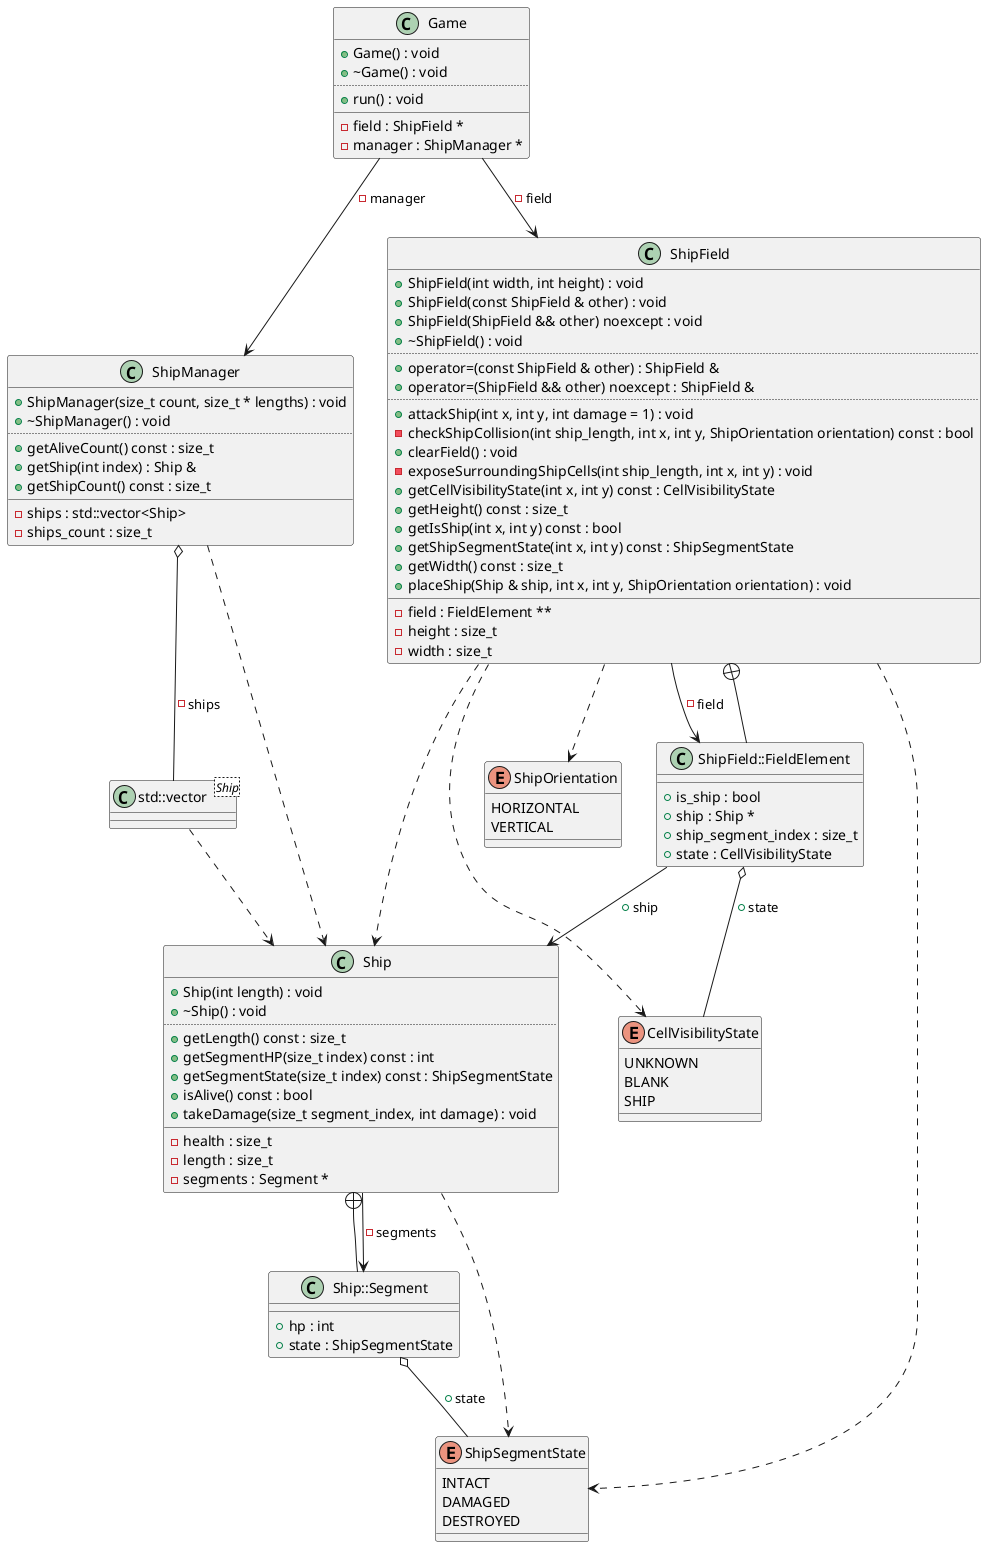 C Game
Game() : void
~Game() : void
run() : void
field : ShipField *
manager : ShipManager *
manager
field
C ShipField
ShipField(int width, int height) : void
ShipField(const ShipField & other) : void
ShipField(ShipField && other) noexcept : void
~ShipField() : void
operator=(const ShipField & other) : ShipField &
operator=(ShipField && other) noexcept : ShipField &
attackShip(int x, int y, int damage = 1) : void
checkShipCollision(int ship_length, int x, int y, ShipOrientation orientation) const : bool
clearField() : void
exposeSurroundingShipCells(int ship_length, int x, int y) : void
getCellVisibilityState(int x, int y) const : CellVisibilityState
getHeight() const : size_t
getIsShip(int x, int y) const : bool
getShipSegmentState(int x, int y) const : ShipSegmentState
getWidth() const : size_t
placeShip(Ship & ship, int x, int y, ShipOrientation orientation) : void
field : FieldElement **
height : size_t
width : size_t
C ShipManager
ShipManager(size_t count, size_t * lengths) : void
~ShipManager() : void
getAliveCount() const : size_t
getShip(int index) : Ship &
getShipCount() const : size_t
ships : std::vector<Ship>
ships_count : size_t
ships
field
C std::vector
Ship
E ShipOrientation
HORIZONTAL
VERTICAL
C ShipField::FieldElement
is_ship : bool
ship : Ship *
ship_segment_index : size_t
state : CellVisibilityState
ship
state
C Ship
Ship(int length) : void
~Ship() : void
getLength() const : size_t
getSegmentHP(size_t index) const : int
getSegmentState(size_t index) const : ShipSegmentState
isAlive() const : bool
takeDamage(size_t segment_index, int damage) : void
health : size_t
length : size_t
segments : Segment *
E CellVisibilityState
UNKNOWN
BLANK
SHIP
segments
C Ship::Segment
hp : int
state : ShipSegmentState
state
E ShipSegmentState
INTACT
DAMAGED
DESTROYED